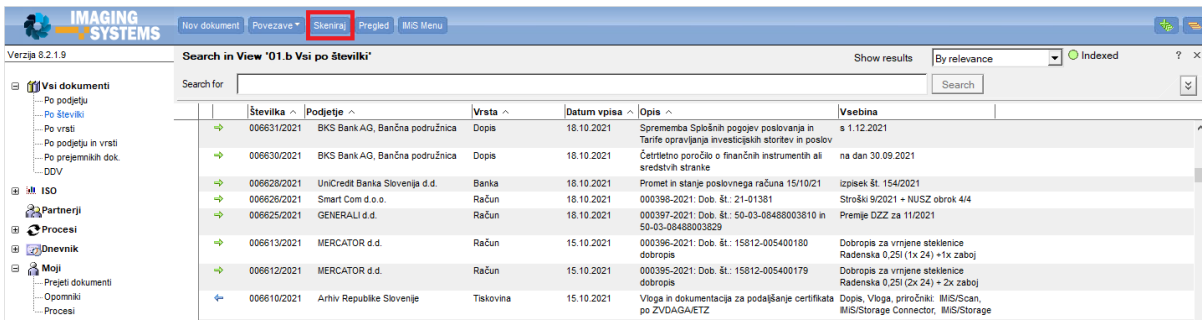 IMAGING
SYSTEMS
Nov dokument Povezave Skeniraj Pregled IMiS Menu
Verzija 8.2.1.9
Search in View '01.b Vsi po številki'
Show results By relevance Indexed ? ×
Search for Search
Vsi dokumenti
Po podjetju
Po številki
Po vrsti
Po podjetju in vrsti
Po prejemnikih dok.
DDV
ISO
Partnerji
Procesi
Dnevnik
Moji
Prejeti dokumenti
Opomniki
Procesi
Številka Podjetje Vrsta Datum vpisa Opis Vsebina
006631/2021 BKS Bank AG, Bančna podružnica Dopis 18.10.2021 Sprememba Splošnih pogojev poslovanja in s 1.12.2021
Tarife opravljanja investicijskih storitev in poslov
006630/2021 BKS Bank AG, Bančna podružnica Dopis 18.10.2021 Četrtletno poročilo o finančnih instrumentih ali na dan 30.09.2021
sredstvih stranke
006628/2021 UniCredit Banka Slovenija d.d. Banka 18.10.2021 Promet in stanje poslovnega računa 15/10/21 izpisek št. 154/2021
006626/2021 Smart Com d.o.o. Račun 18.10.2021 000398-2021: Dob. št.: 21-01381 Stroški 9/2021 + NUSZ obrok 4/4
006625/2021 GENERALI d.d. Račun 18.10.2021 000397-2021: Dob. št.: 50-03-08488003810 in Premije DZZ za 11/2021
50-03-08488003829
006613/2021 MERCATOR d.d. Račun 15.10.2021 000396-2021: Dob. št.: 15812-005400180 Dobropis za vrnjene steklenice
dobropis Radenska 0,25l (1x 24) +1x zaboj
006612/2021 MERCATOR d.d. Račun 15.10.2021 000395-2021: Dob. št.: 15812-005400179 Dobropis za vrnjene steklenice
dobropis Radenska 0,25l (2x 24) + 2x zaboj
006610/2021 Arhiv Republike Slovenije Tiskovina 15.10.2021 Vloga in dokumentacija za podaljšanje certifikata Dopis, Vloga, priročniki: IMiS/Scan,
po ZVDAGA/ETZ IMiS/Storage Connector, IMiS/Storage